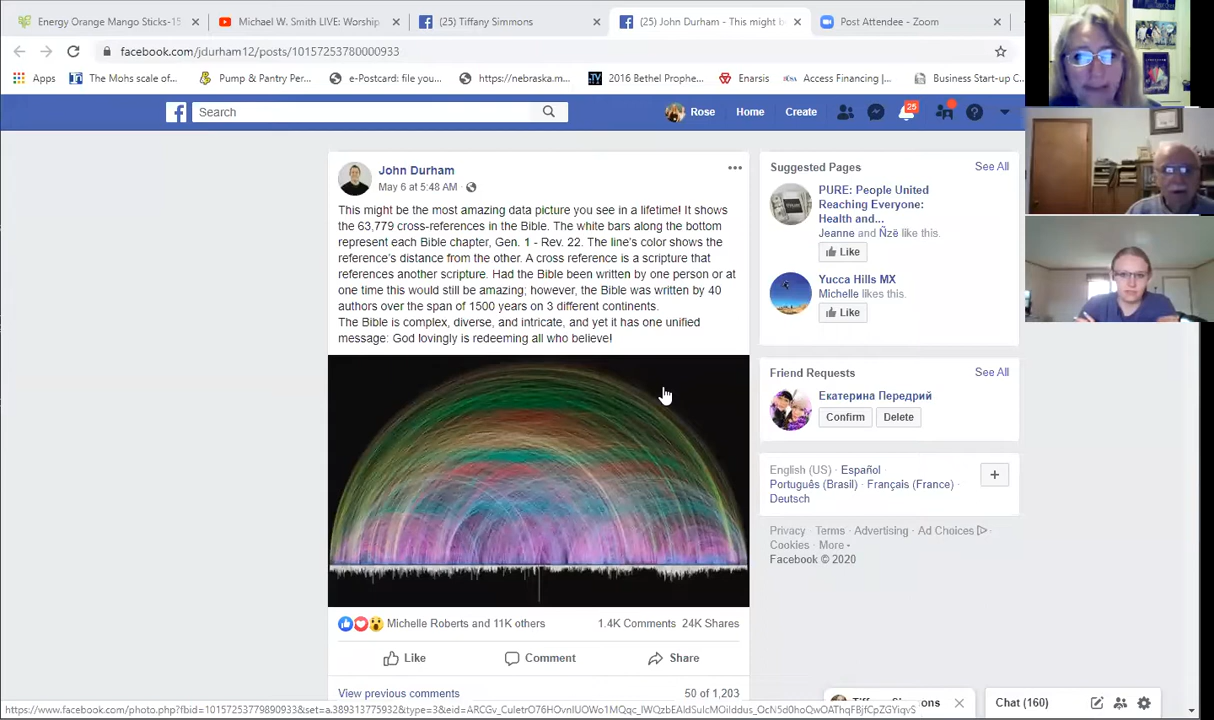 Energy Orange Mango Sticks-15
Michael W. Smith LIVE: Worship
(25) Tiffany Simmons
(25) John Durham - This might b
Post Attendee - Zoom
facebook.com/jdurham12/posts/10157253780000933
Apps
The Mohs scale of...
Pump & Pantry Per...
e-Postcard: file you...
https://nebraska.m...
2016 Bethel Prophe...
Enarsis
Access Financing |...
Business Start-up C...
Search
Rose
Home
Create
25
John Durham
May 6 at 5:48 AM
This might be the most amazing data picture you see in a lifetime! It shows
the 63,779 cross-references in the Bible. The white bars along the bottom
represent each Bible chapter, Gen. 1 - Rev. 22. The line's color shows the
reference's distance from the other. A cross reference is a scripture that
references another scripture. Had the Bible been written by one person or at
one time this would still be amazing; however, the Bible was written by 40
authors over the span of 1500 years on 3 different continents.
The Bible is complex, diverse, and intricate, and yet it has one unified
message: God lovingly is redeeming all who believe!
Michelle Roberts and 11K others
1.4K Comments 24K Shares
Like
Comment
Share
View previous comments
50 of 1,203
Suggested Pages
See All
PURE: People United
Reaching Everyone:
Health and...
Jeanne and Ñzë like this.
Like
Yucca Hills MX
Michelle likes this.
Like
Friend Requests
See All
Екатерина Передрий
Confirm
Delete
English (US) · Español ·
Português (Brasil) · Français (France) ·
Deutsch
Privacy · Terms · Advertising · Ad Choices ·
Cookies · More
Facebook © 2020
ons
Chat (160)